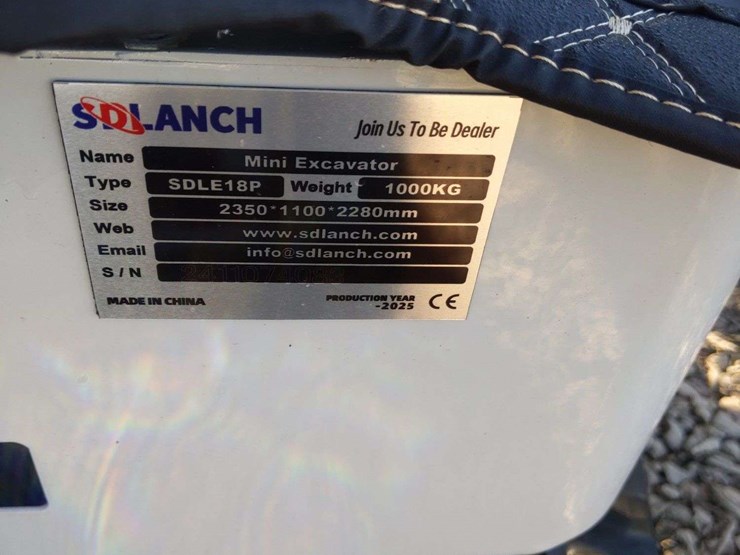 SDLANCH
Join Us To Be Dealer
Name Mini Excavator
Type SDLE18P Weight 1000KG
Size 2350*1100*2280mm
Web www.sdlanch.com
Email info@sdlanch.com
S / N
MADE IN CHINA
PRODUCTION YEAR
-2025
CE